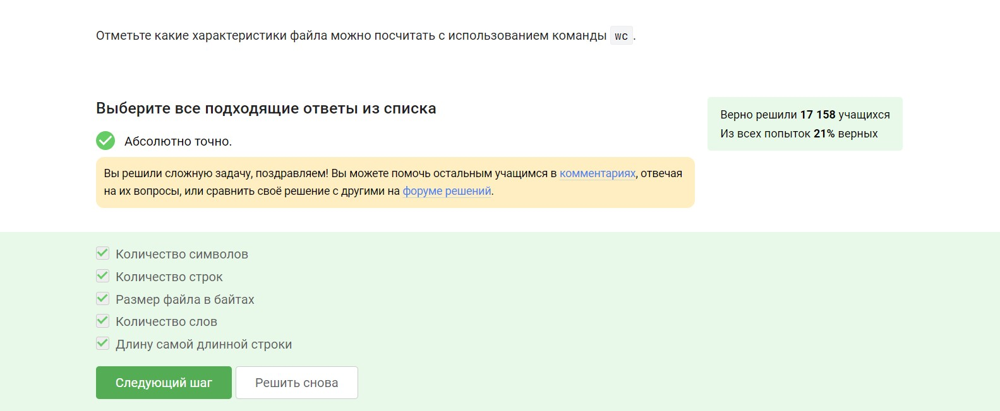 Отметьте какие характеристики файла можно посчитать с использованием команды wc.
Выберите все подходящие ответы из списка
Верно решили 17 158 учащихся
Из всех попыток 21% верных
Абсолютно точно.
Вы решили сложную задачу, поздравляем! Вы можете помочь остальным учащимся в комментариях, отвечая
на их вопросы, или сравнить своё решение с другими на форуме решений.
Количество символов
Количество строк
Размер файла в байтах
Количество слов
Длину самой длинной строки
Следующий шаг
Решить снова